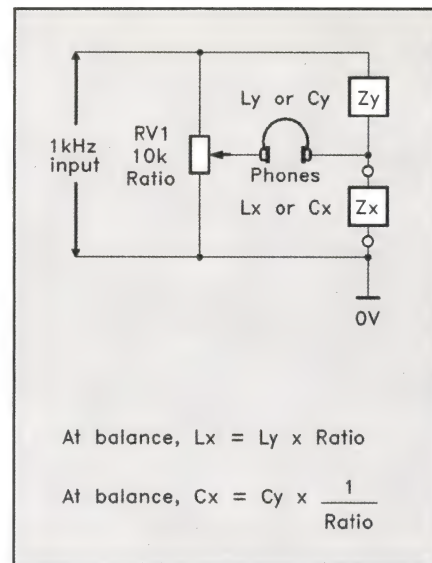 Ly or Cy
Zy
1kHz
input
RV1
10k
Ratio
Phones
Lx or Cx
Zx
0V
At balance, Lx = Ly x Ratio
At balance, Cx = Cy x 1
Ratio